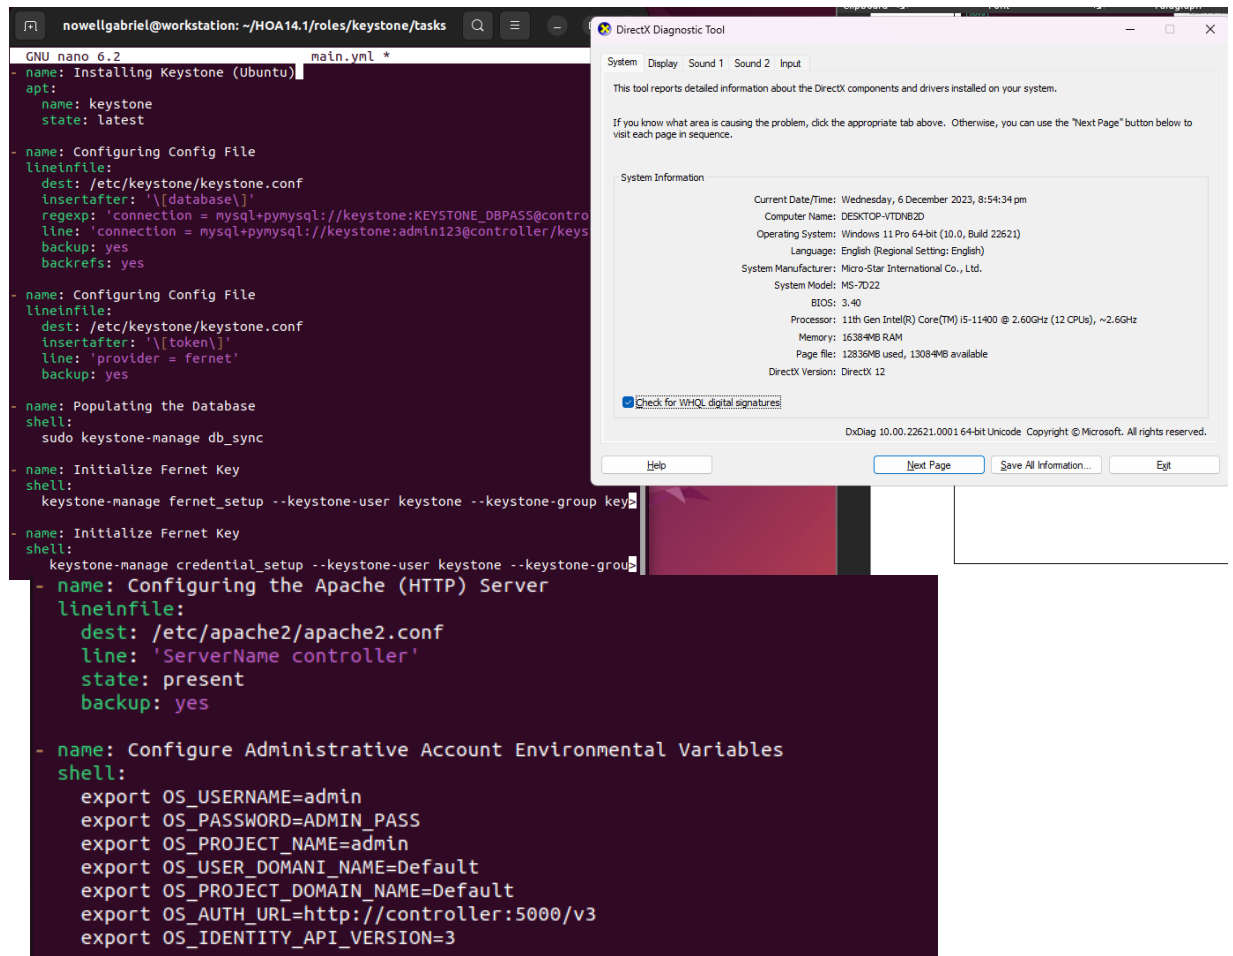 nowellgabriel@workstation: ~/HOA14.1/roles/keystone/tasks
GNU nano 6.2 main.yml *
- name: Installing Keystone (Ubuntu)
apt:
name: keystone
state: latest
- name: Configuring Config File
lineinfile:
dest: /etc/keystone/keystone.conf
insertafter: '\[database\]'
regexp: 'connection = mysql+pymysql://keystone:KEYSTONE_DBPASS@contro
line: 'connection = mysql+pymysql://keystone:admin123@controller/keys
backup: yes
backrefs: yes
- name: Configuring Config File
lineinfile:
dest: /etc/keystone/keystone.conf
insertafter: '\[token\]'
line: 'provider = fernet'
backup: yes
- name: Populating the Database
shell:
sudo keystone-manage db_sync
- name: Initialize Fernet Key
shell:
keystone-manage fernet_setup --keystone-user keystone --keystone-group key>
- name: Initialize Fernet Key
shell:
keystone-manage credential_setup --keystone-user keystone --keystone-grou>
DirectX Diagnostic Tool
System Display Sound 1 Sound 2 Input
This tool reports detailed information about the DirectX components and drivers installed on your system.
If you know what area is causing the problem, click the appropriate tab above. Otherwise, you can use the "Next Page" button below to
visit each page in sequence.
System Information
Current Date/Time: Wednesday, 6 December 2023, 8:54:34 pm
Computer Name: DESKTOP-VTDNB2D
Operating System: Windows 11 Pro 64-bit (10.0, Build 22621)
Language: English (Regional Setting: English)
System Manufacturer: Micro-Star International Co., Ltd.
System Model: MS-7D22
BIOS: 3.40
Processor: 11th Gen Intel(R) Core(TM) i5-11400 @ 2.60GHz (12 CPUs), ~2.6GHz
Memory: 16384MB RAM
Page file: 12836MB used, 13084MB available
DirectX Version: DirectX 12
Check for WHQL digital signatures
DxDiag 10.00.22621.0001 64-bit Unicode Copyright © Microsoft. All rights reserved.
Help Next Page Save All Information... Exit
- name: Configuring the Apache (HTTP) Server
lineinfile:
dest: /etc/apache2/apache2.conf
line: 'ServerName controller'
state: present
backup: yes
- name: Configure Administrative Account Environmental Variables
shell:
export OS_USERNAME=admin
export OS_PASSWORD=ADMIN_PASS
export OS_PROJECT_NAME=admin
export OS_USER_DOMANI_NAME=Default
export OS_PROJECT_DOMAIN_NAME=Default
export OS_AUTH_URL=http://controller:5000/v3
export OS_IDENTITY_API_VERSION=3